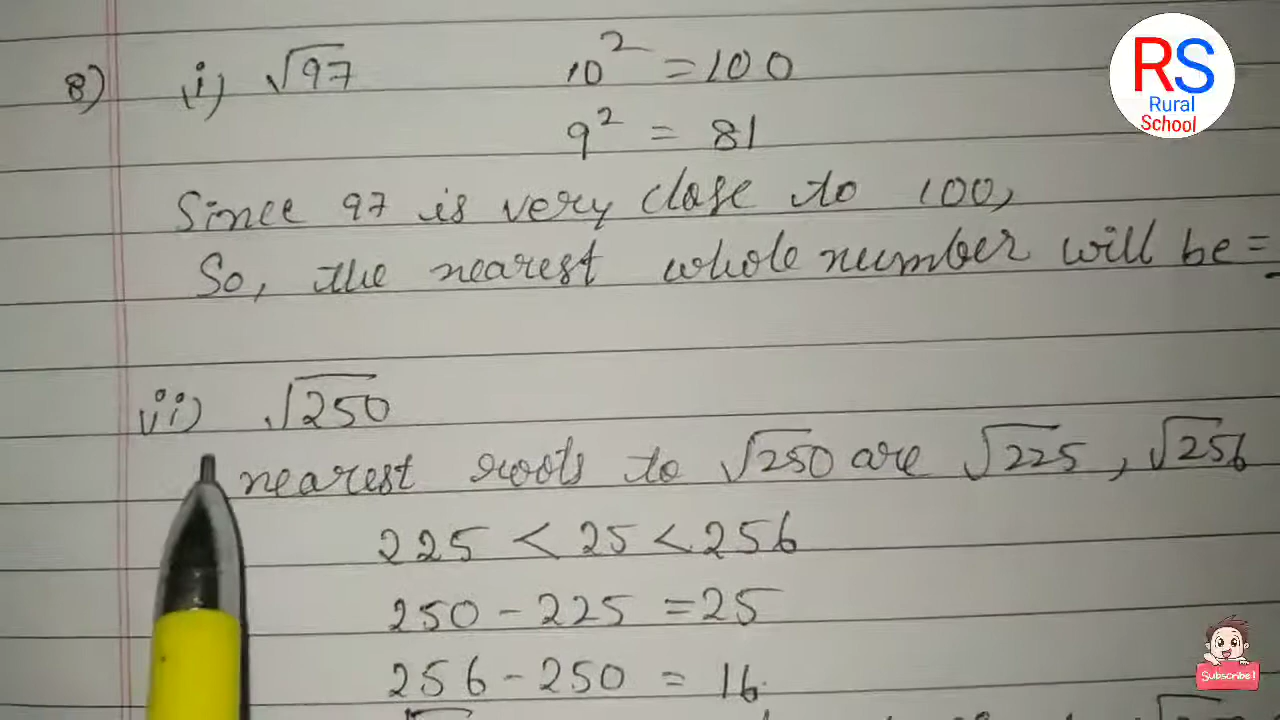 8) i) √97 10² = 100
9² = 81
Since 97 is very close to 100,
So, the nearest whole number will be =
ii) √250
nearest roots to √250 are √225, √256
225 < 25 < 256
250 - 225 = 25
256 - 250 = 16
RS
Rural
School
Subscribe!